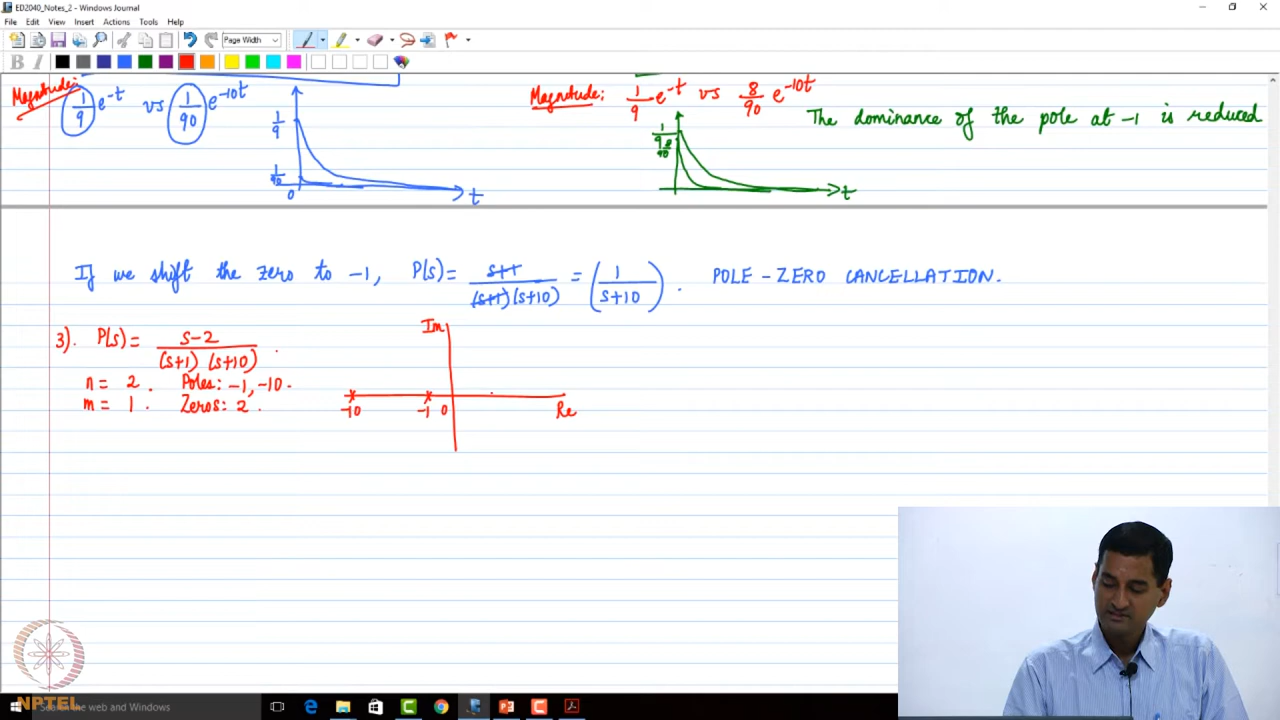 ED2040_Notes_2 - Windows Journal
File Edit View Insert Actions Tools Help
Page Width
B I
Magnitude: 1/9 e^-t vs 1/90 e^-10t
1/9
1/90
0
t
Magnitude: 1/9 e^-t vs 8/90 e^-10t
1/9
8/90
t
The dominance of the pole at -1 is reduced
If we shift the zero to -1, P(s) = s+1/(s+1)(s+10) = (1/s+10). POLE-ZERO CANCELLATION.
3). P(s) = s-2/(s+1)(s+10).
n = 2. Poles: -1, -10.
m = 1. Zeros: 2.
Im
-10 -1 0 Re
NPTEL
Search the web and Windows